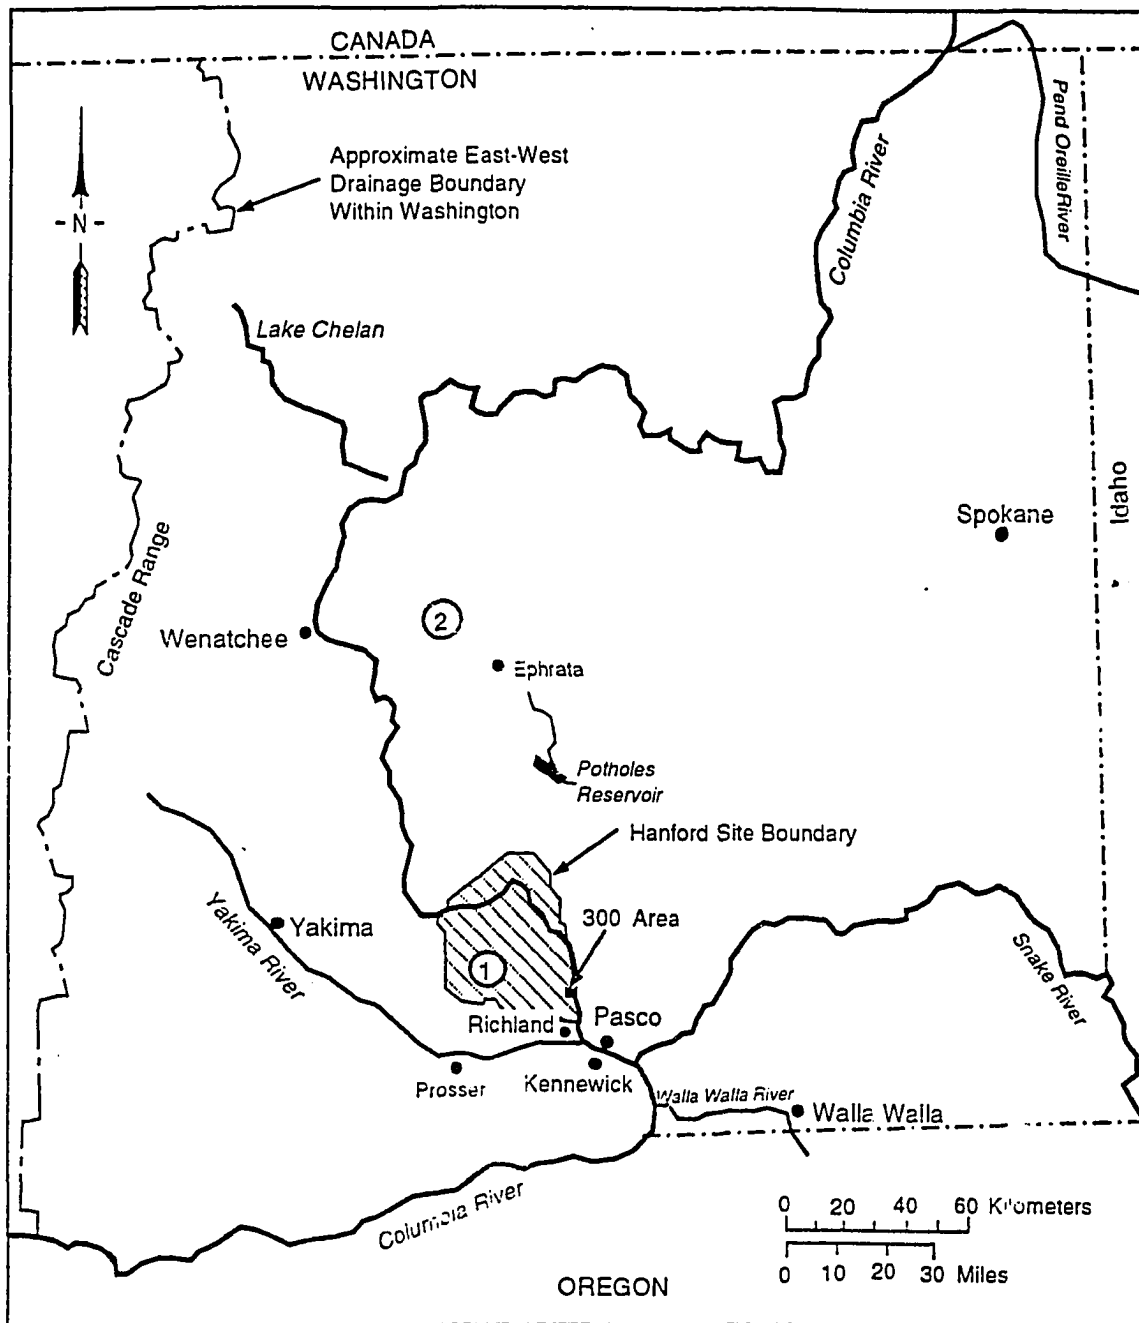 CANADA
WASHINGTON
Approximate East-West
Drainage Boundary
Within Washington
N
Columbia River
Pend Oreille River
Lake Chelan
Idaho
Spokane
Cascade Range
2
Wenatchee
Ephrata
Potholes
Reservoir
Hanford Site Boundary
300 Area
Yakima
Yakima River
1
Snake River
Richland
Pasco
Prosser
Kennewick
Walla Walla River
Walla Walla
Columbia River
0 20 40 60 Kilometers
0 10 20 30 Miles
OREGON